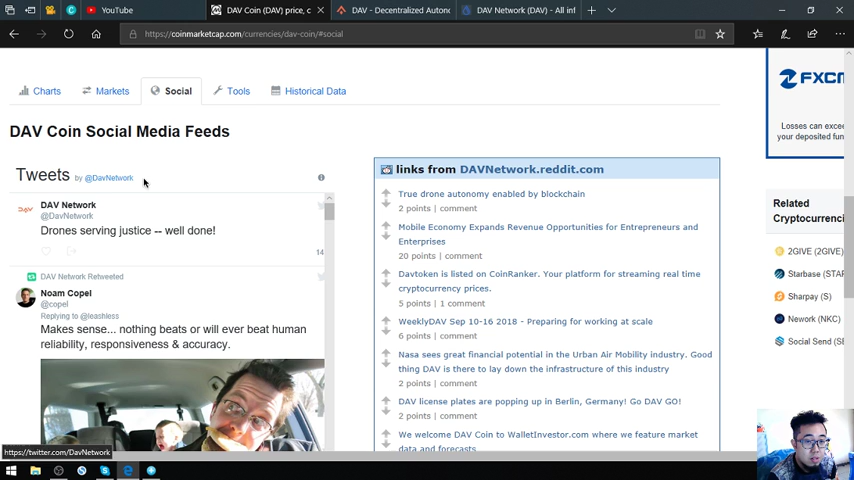 YouTube
DAV Coin (DAV) price, c
DAV - Decentralized Autono
DAV Network (DAV) - All inf
https://coinmarketcap.com/currencies/dav-coin/#social
Charts
Markets
Social
Tools
Historical Data
DAV Coin Social Media Feeds
Tweets by @DavNetwork
DAV Network
@DavNetwork
Drones serving justice -- well done!
14
DAV Network Retweeted
Noam Copel
@copel
Replying to @leashless
Makes sense... nothing beats or will ever beat human
reliability, responsiveness & accuracy.
https://twitter.com/DavNetwork
links from DAVNetwork.reddit.com
True drone autonomy enabled by blockchain
2 points | comment
Mobile Economy Expands Revenue Opportunities for Entrepreneurs and
Enterprises
20 points | comment
Davtoken is listed on CoinRanker. Your platform for streaming real time
cryptocurrency prices.
5 points | 1 comment
WeeklyDAV Sep 10-16 2018 - Preparing for working at scale
6 points | comment
Nasa sees great financial potential in the Urban Air Mobility industry. Good
thing DAV is there to lay down the infrastructure of this industry
2 points | comment
DAV license plates are popping up in Berlin, Germany! Go DAV GO!
2 points | comment
We welcome DAV Coin to WalletInvestor.com where we feature market
data and forecasts.
FXCM
Losses can excee
your deposited fun
Related
Cryptocurrenci
2GIVE (2GIVE)
Starbase (STAR
Sharpay (S)
Nework (NKC)
Social Send (SE